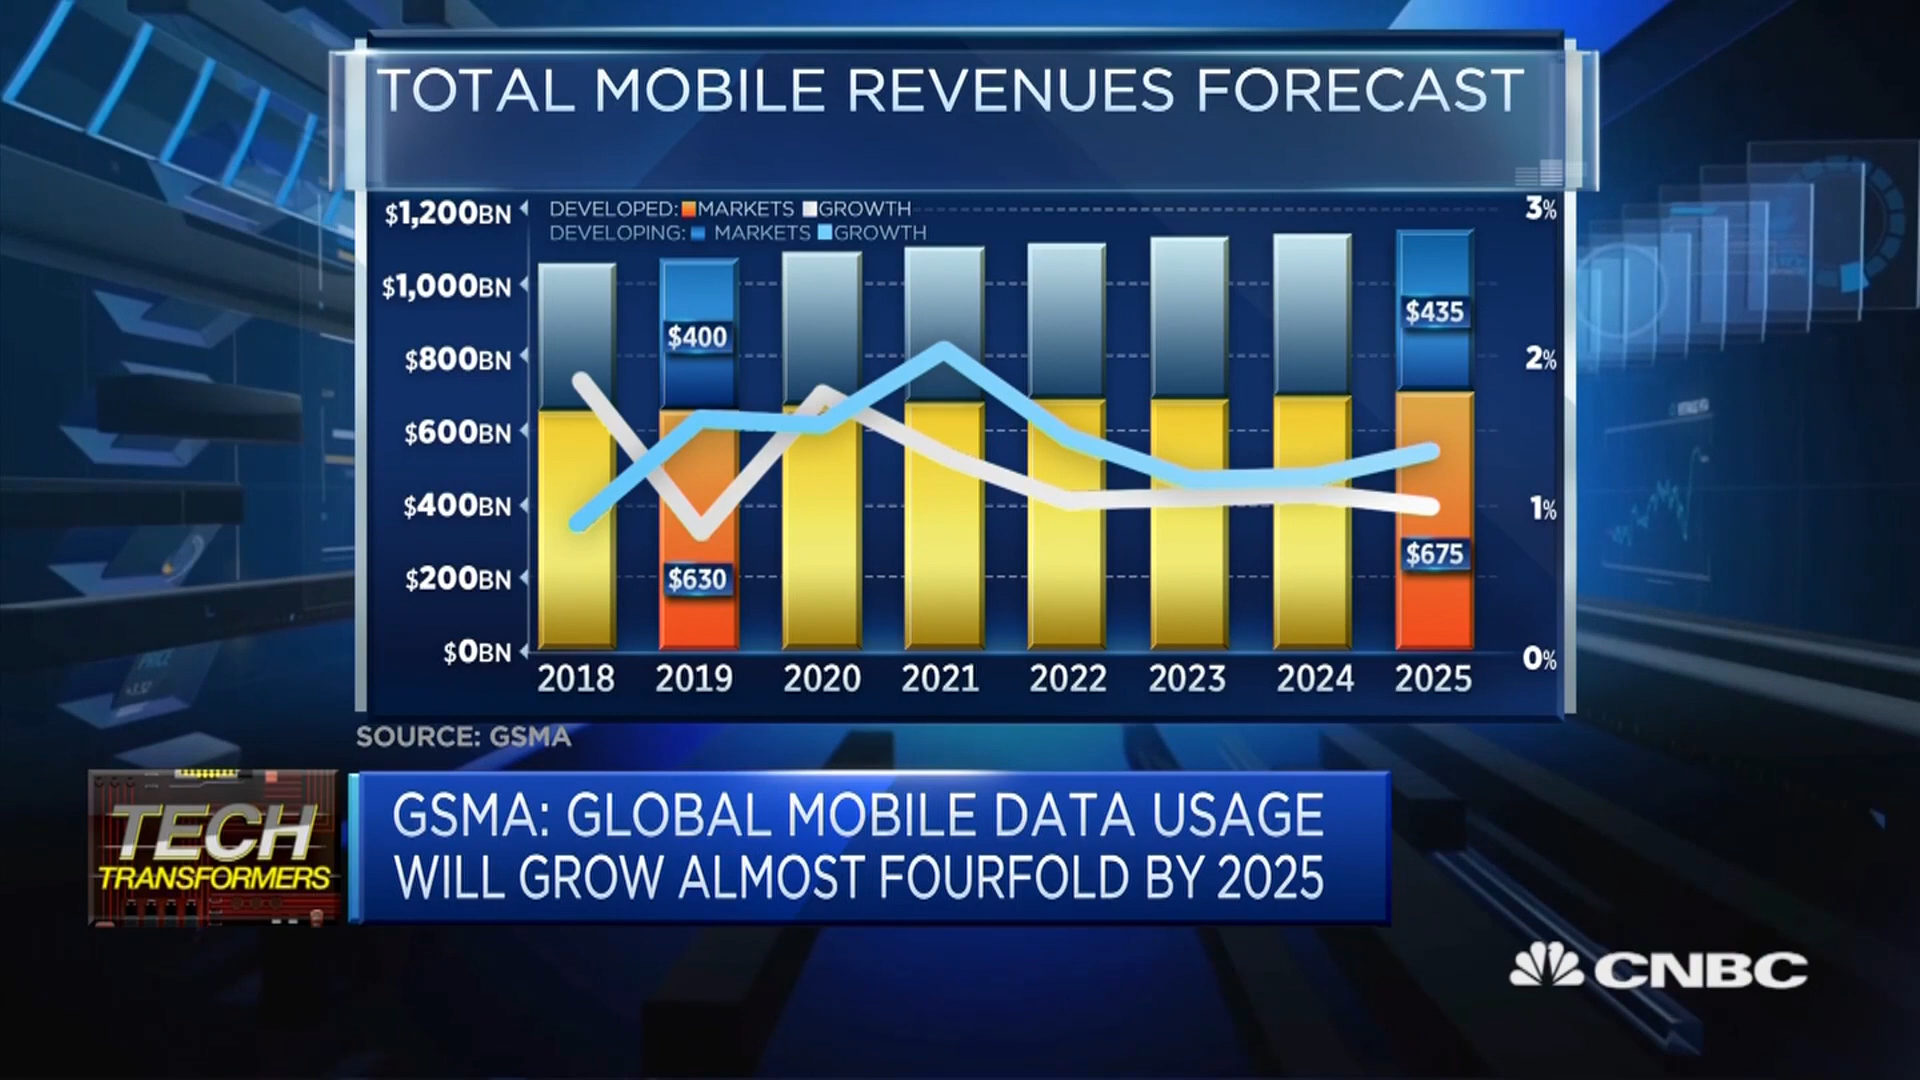 TOTAL MOBILE REVENUES FORECAST
DEVELOPED: MARKETS GROWTH
DEVELOPING: MARKETS GROWTH
$1,200BN
$1,000BN
$800BN
$600BN
$400BN
$200BN
$0BN
3%
2%
1%
0%
$400
$435
$630
$675
2018 2019 2020 2021 2022 2023 2024 2025
SOURCE: GSMA
TECH
TRANSFORMERS
GSMA: GLOBAL MOBILE DATA USAGE
WILL GROW ALMOST FOURFOLD BY 2025
CNBC
PRICE